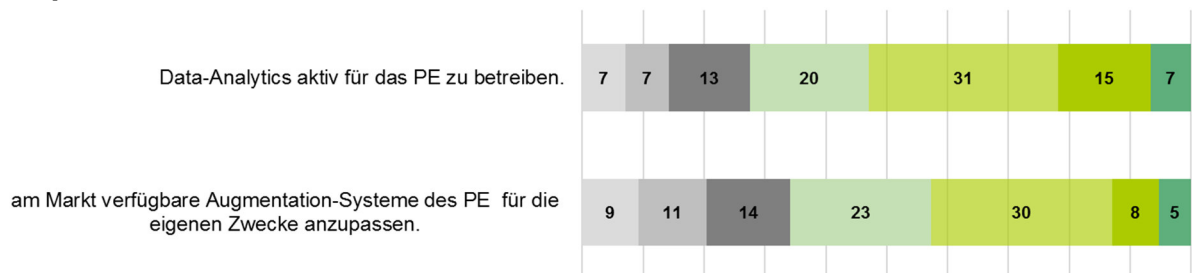 Data-Analytics aktiv für das PE zu betreiben.
7 7 13 20 31 15 7
am Markt verfügbare Augmentation-Systeme des PE für die
eigenen Zwecke anzupassen.
9 11 14 23 30 8 5